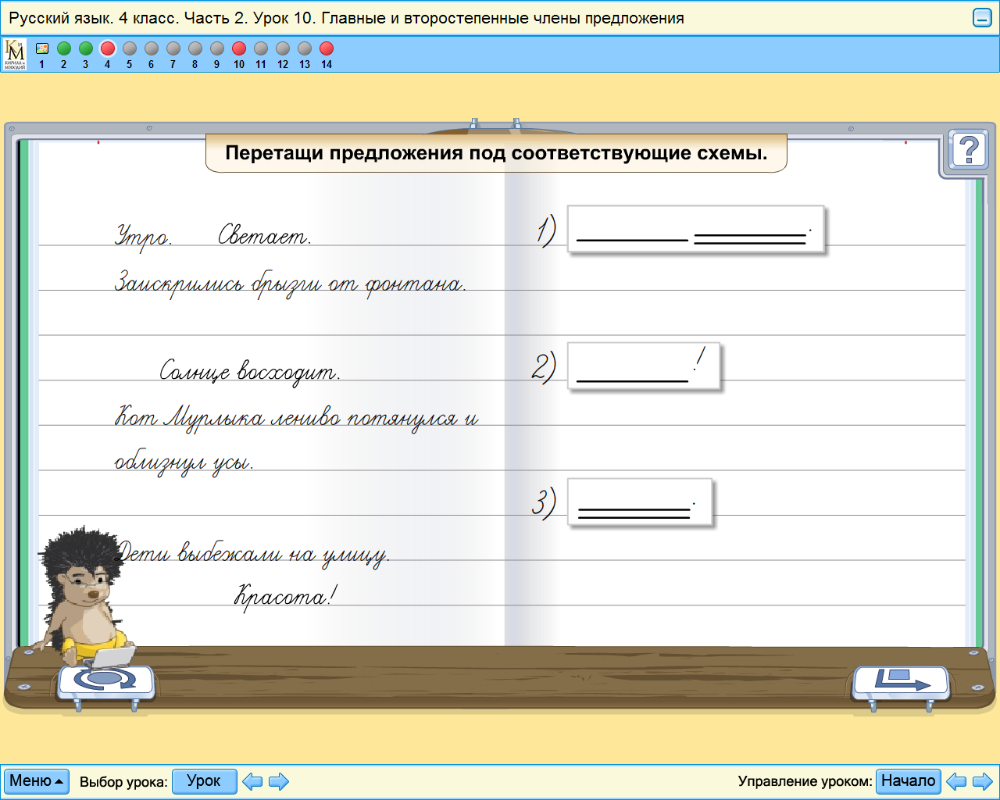 Русский язык. 4 класс. Часть 2. Урок 10. Главные и второстепенные члены предложения
КИРИЛЛ И МЕФОДИЙ
1 2 3 4 5 6 7 8 9 10 11 12 13 14
Перетащи предложения под соответствующие схемы.
?
Утро. Светает.
Заискрились брызги от фонтана.
Солнце восходит.
Кот Мурлыка лениво потянулся и
облизнул усы.
Дети выбежали на улицу.
Красота!
1) .
2) !
3) .
Меню Выбор урока: Урок
Управление уроком: Начало